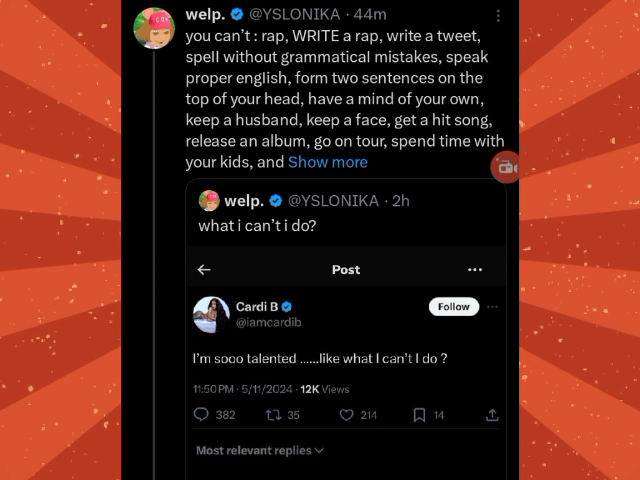 welp. @YSLONIKA · 44m
you can't : rap, WRITE a rap, write a tweet,
spell without grammatical mistakes, speak
proper english, form two sentences on the
top of your head, have a mind of your own,
keep a husband, keep a face, get a hit song,
release an album, go on tour, spend time with
your kids, and Show more
welp. @YSLONIKA · 2h
what i can't i do?
Post
Cardi B
Follow
@iamcardib
I'm sooo talented ......like what I can't I do ?
11:50 PM · 5/11/2024 · 12K Views
382 35 214 14
Most relevant replies